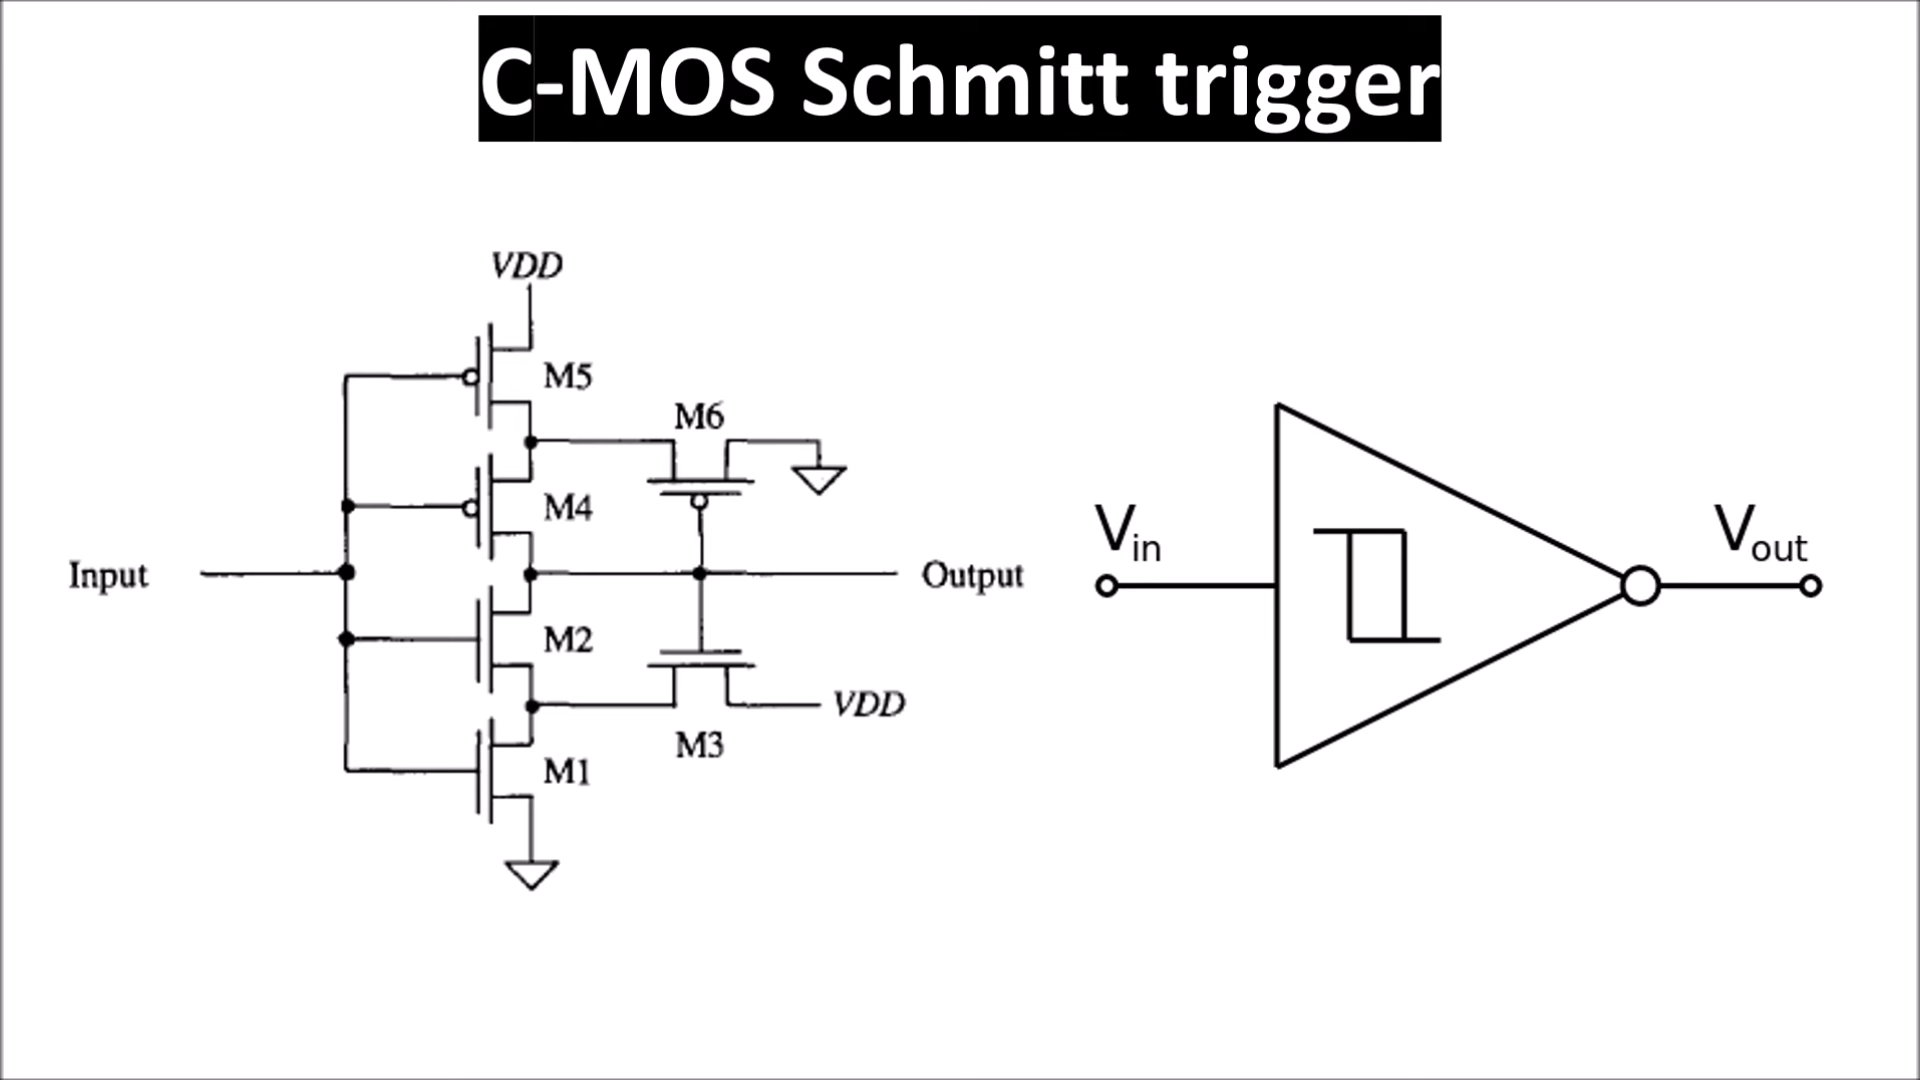 C-MOS Schmitt trigger
VDD
M5
M6
M4
Input
Output
M2
VDD
M3
M1
Vin
Vout